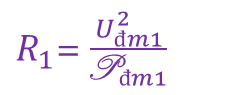 R₁ = U²đm1 / 𝒫đm1